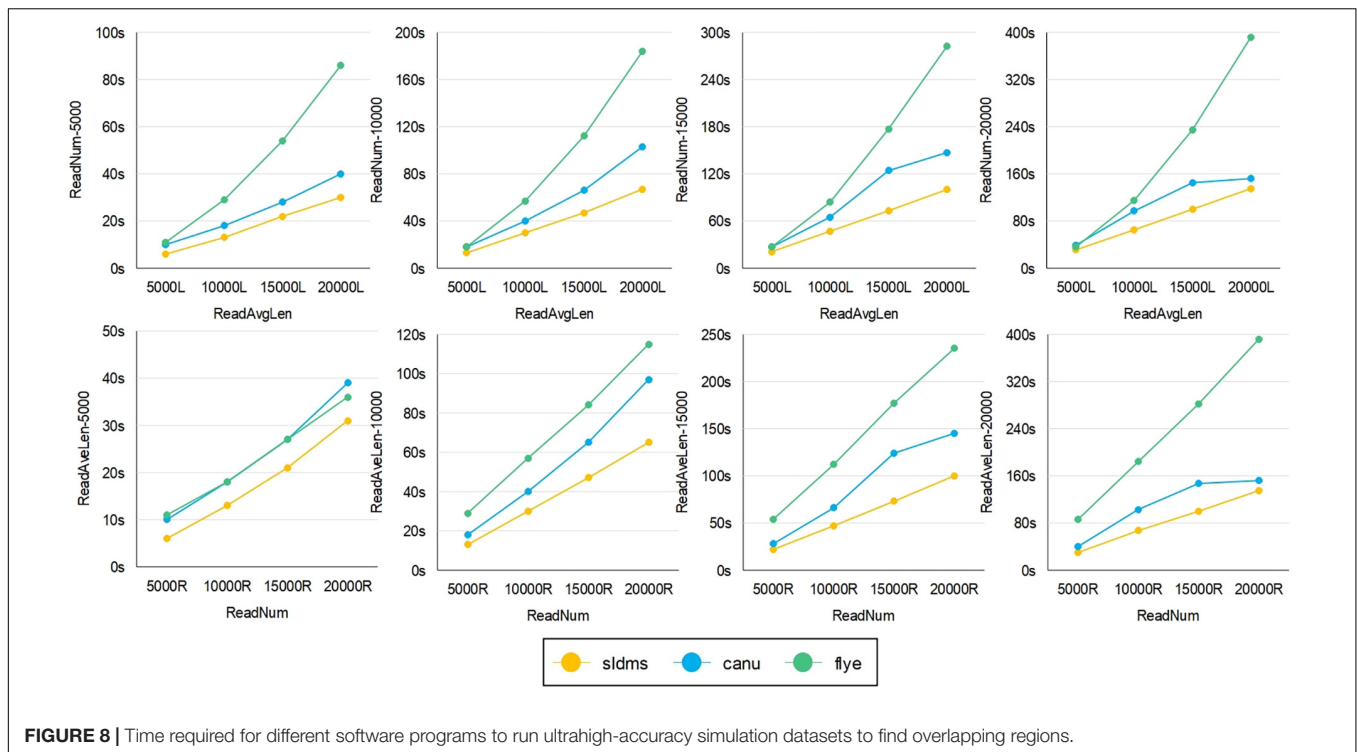 ReadNum-5000
100s
80s
60s
40s
20s
0s
5000L 10000L 15000L 20000L
ReadAvgLen
ReadNum-10000
200s
160s
120s
80s
40s
0s
5000L 10000L 15000L 20000L
ReadAvgLen
ReadNum-15000
300s
240s
180s
120s
60s
0s
5000L 10000L 15000L 20000L
ReadAvgLen
ReadNum-20000
400s
320s
240s
160s
80s
0s
5000L 10000L 15000L 20000L
ReadAvgLen
ReadAveLen-5000
50s
40s
30s
20s
10s
0s
5000R 10000R 15000R 20000R
ReadNum
ReadAveLen-10000
120s
100s
80s
60s
40s
20s
0s
5000R 10000R 15000R 20000R
ReadNum
ReadAveLen-15000
250s
200s
150s
100s
50s
0s
5000R 10000R 15000R 20000R
ReadNum
ReadAveLen-20000
400s
320s
240s
160s
80s
0s
5000R 10000R 15000R 20000R
ReadNum
sldms canu flye
FIGURE 8 | Time required for different software programs to run ultrahigh-accuracy simulation datasets to find overlapping regions.